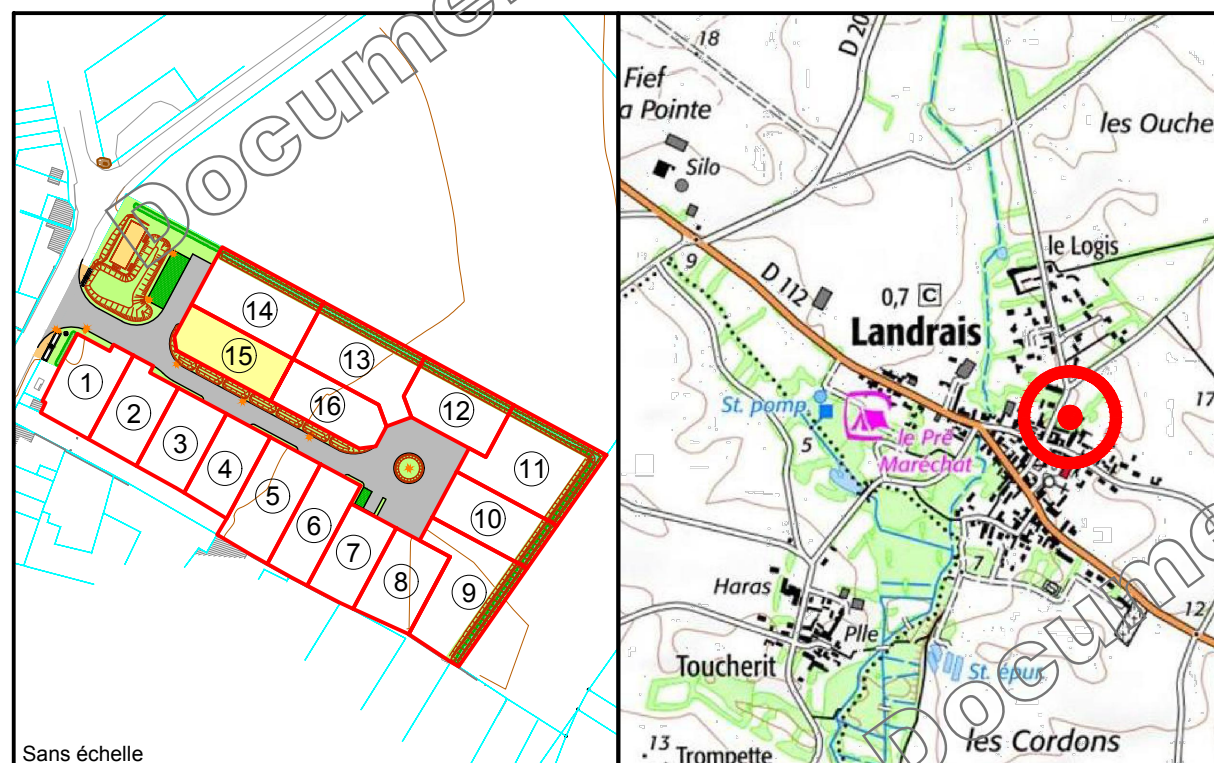 Docume
14
15
13
16
12
1
2
3
4
5
6
7
8
9
10
11
Sans échelle
18
D 20
Fief
a Pointe
Silo
les Ouche
9
D 112
0,7 C
le Logis
Landrais
17
St. pomp.
le Pré
Maréchat
5
7
Haras
Plle
12
Toucherit
St. épur.
les Cordons
13
Trompette
Docume